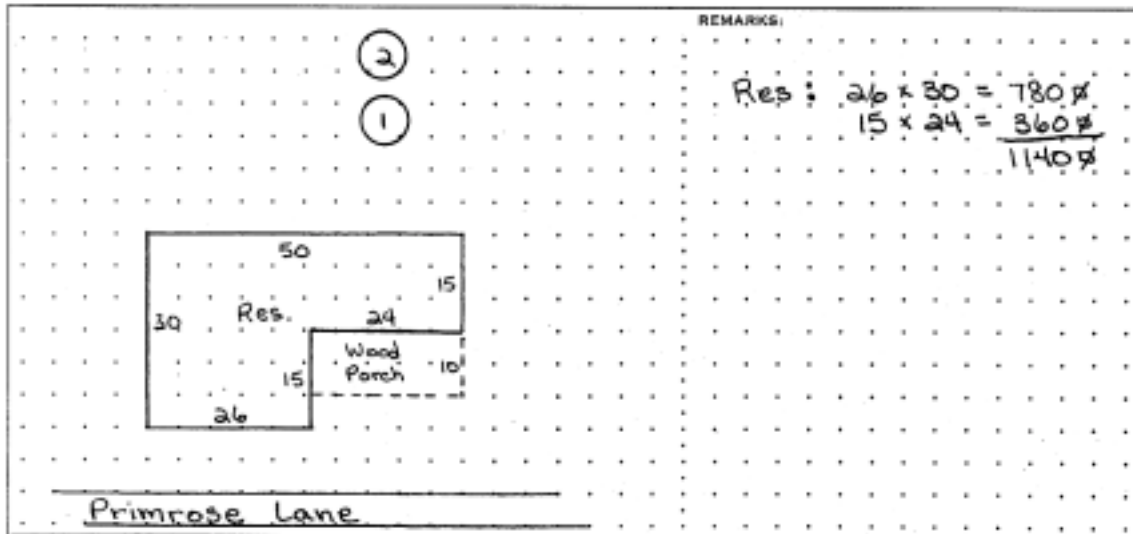 REMARKS:
2
1
Res: 26 x 30 = 780 ⌀
15 x 24 = 360 ⌀
1140 ⌀
50
15
30
Res.
24
Wood
Porch
10
15
26
Primrose Lane